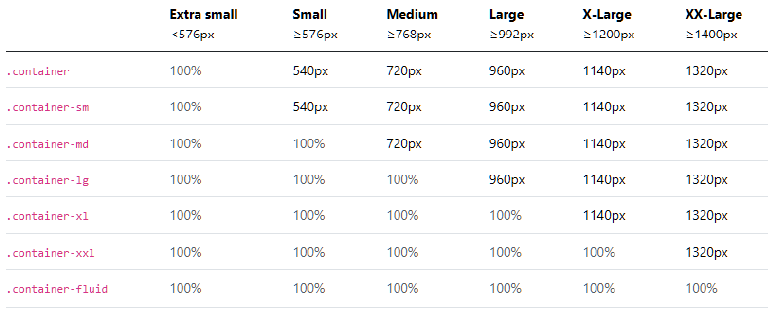 Extra small Small Medium Large X-Large XX-Large
<576px ≥576px ≥768px ≥992px ≥1200px ≥1400px
.container 100% 540px 720px 960px 1140px 1320px
.container-sm 100% 540px 720px 960px 1140px 1320px
.container-md 100% 100% 720px 960px 1140px 1320px
.container-lg 100% 100% 100% 960px 1140px 1320px
.container-xl 100% 100% 100% 100% 1140px 1320px
.container-xxl 100% 100% 100% 100% 100% 1320px
.container-fluid 100% 100% 100% 100% 100% 100%